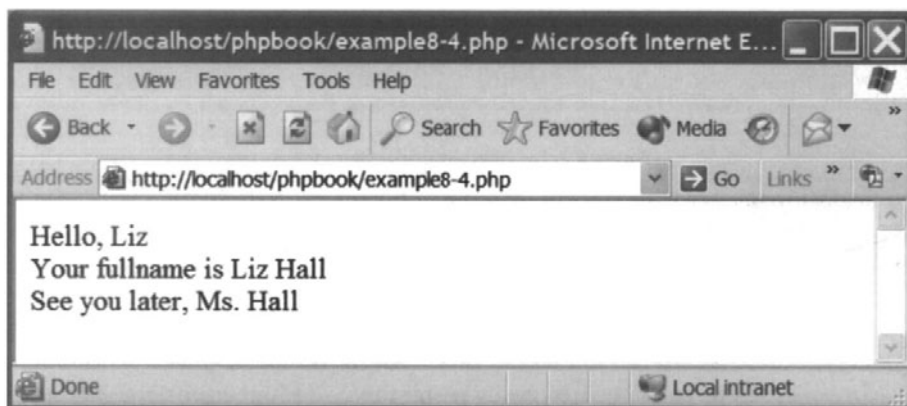 http://localhost/phpbook/example8-4.php - Microsoft Internet E...
File Edit View Favorites Tools Help
Back Search Favorites Media »
Address http://localhost/phpbook/example8-4.php Go Links »
Hello, Liz
Your fullname is Liz Hall
See you later, Ms. Hall
Done Local intranet